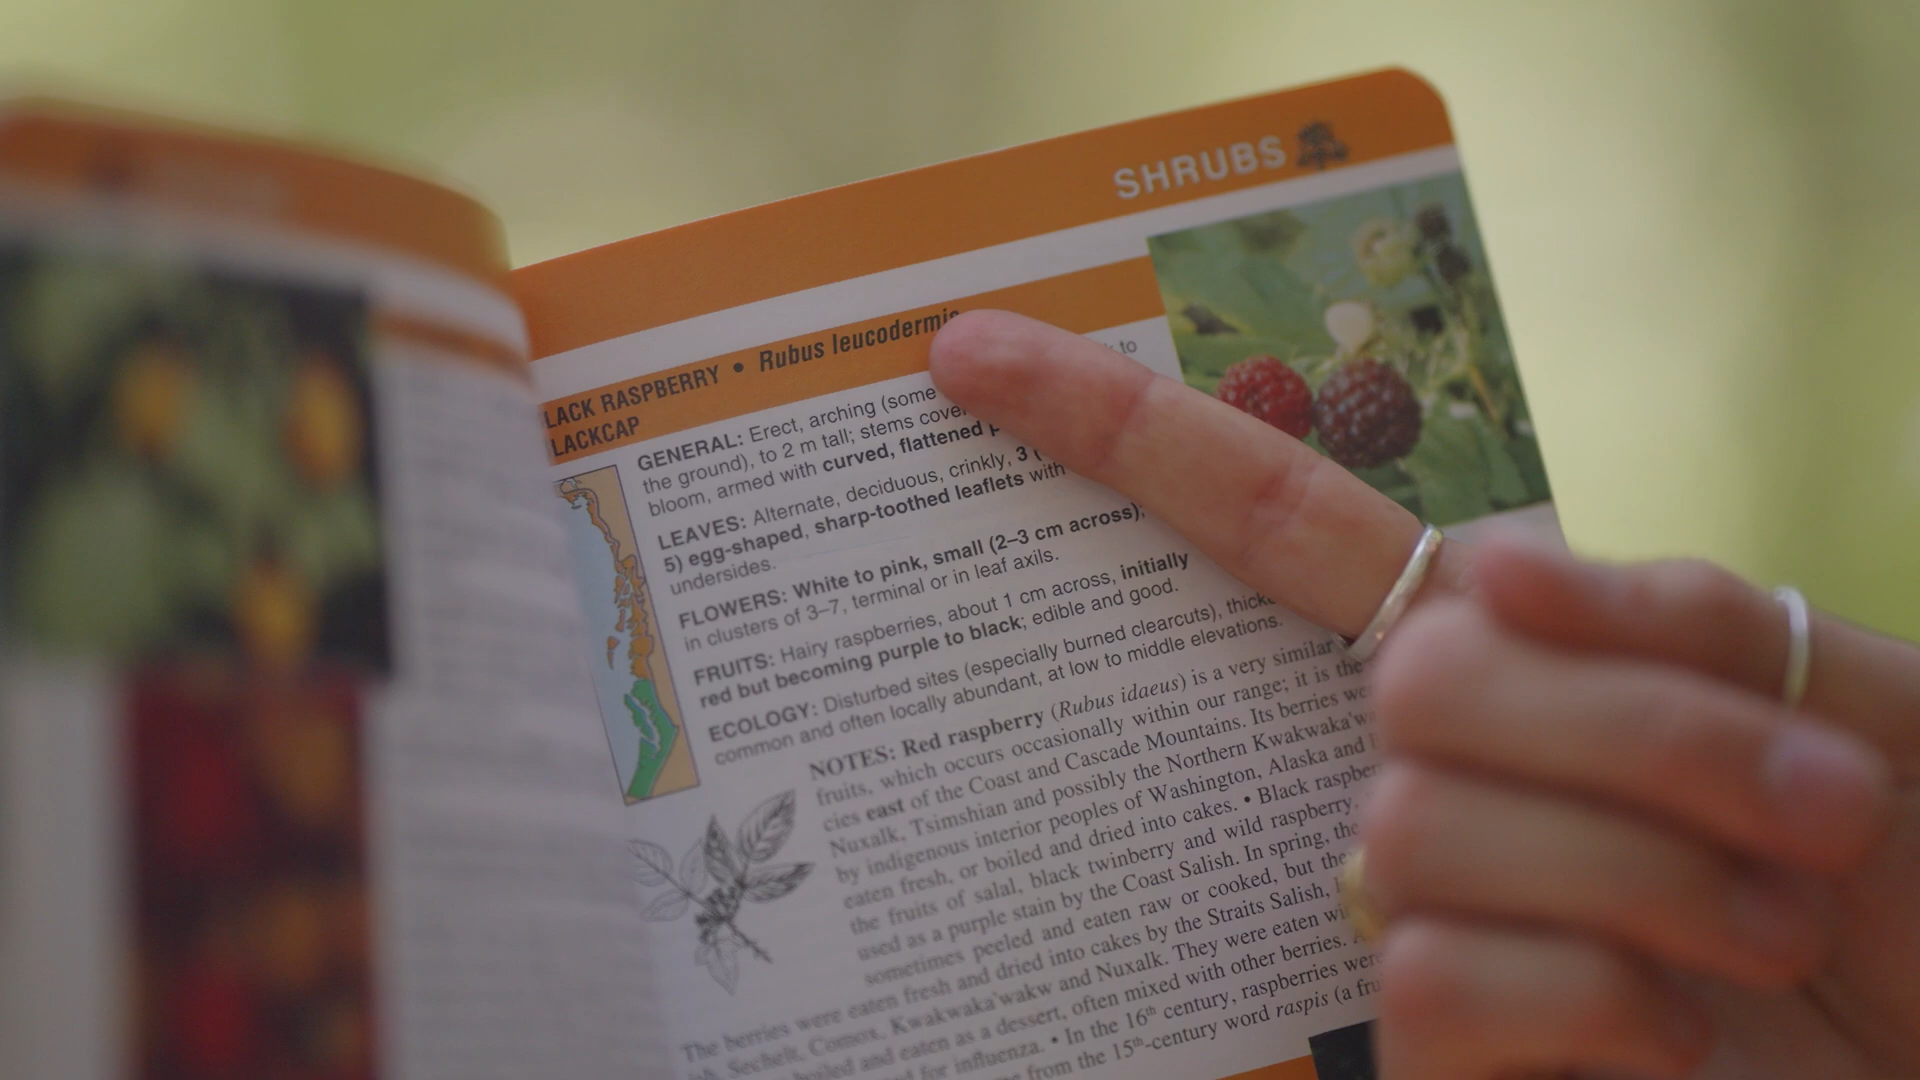 SHRUBS
LACK RASPBERRY • Rubus leucodermis
LACKCAP
GENERAL: Erect, arching (some to
the ground), to 2 m tall; stems
bloom, armed with curved, flattened
LEAVES: Alternate, deciduous, crinkly, 3 (
5) egg-shaped, sharp-toothed leaflets with
undersides.
FLOWERS: White to pink, small (2–3 cm across);
in clusters of 3–7, terminal or in leaf axils.
FRUITS: Hairy raspberries, about 1 cm across, initially
red but becoming purple to black; edible and good.
ECOLOGY: Disturbed sites (especially burned clearcuts),
common and often locally abundant, at low to middle elevations.
NOTES: Red raspberry (Rubus idaeus) is a very similar
fruits, which occurs occasionally within our range; it is the
cies east of the Coast and Cascade Mountains. Its berries
Nuxalk, Tsimshian and possibly the Northern Kwakwaka'w
by indigenous interior peoples of Washington, Alaska and
eaten fresh, or boiled and dried into cakes. • Black raspber
the fruits of salal, black twinberry and wild raspberry,
used as a purple stain by the Coast Salish. In spring, the
sometimes peeled and eaten raw or cooked, but the
The berries were eaten fresh and dried into cakes by the Straits Salish,
Sechelt, Comox, Kwakwaka'wakw and Nuxalk. They were eaten
boiled and eaten as a dessert, often mixed with other berries.
for influenza. • In the 16th century, raspberries were
from the 15th-century word raspis (a fru